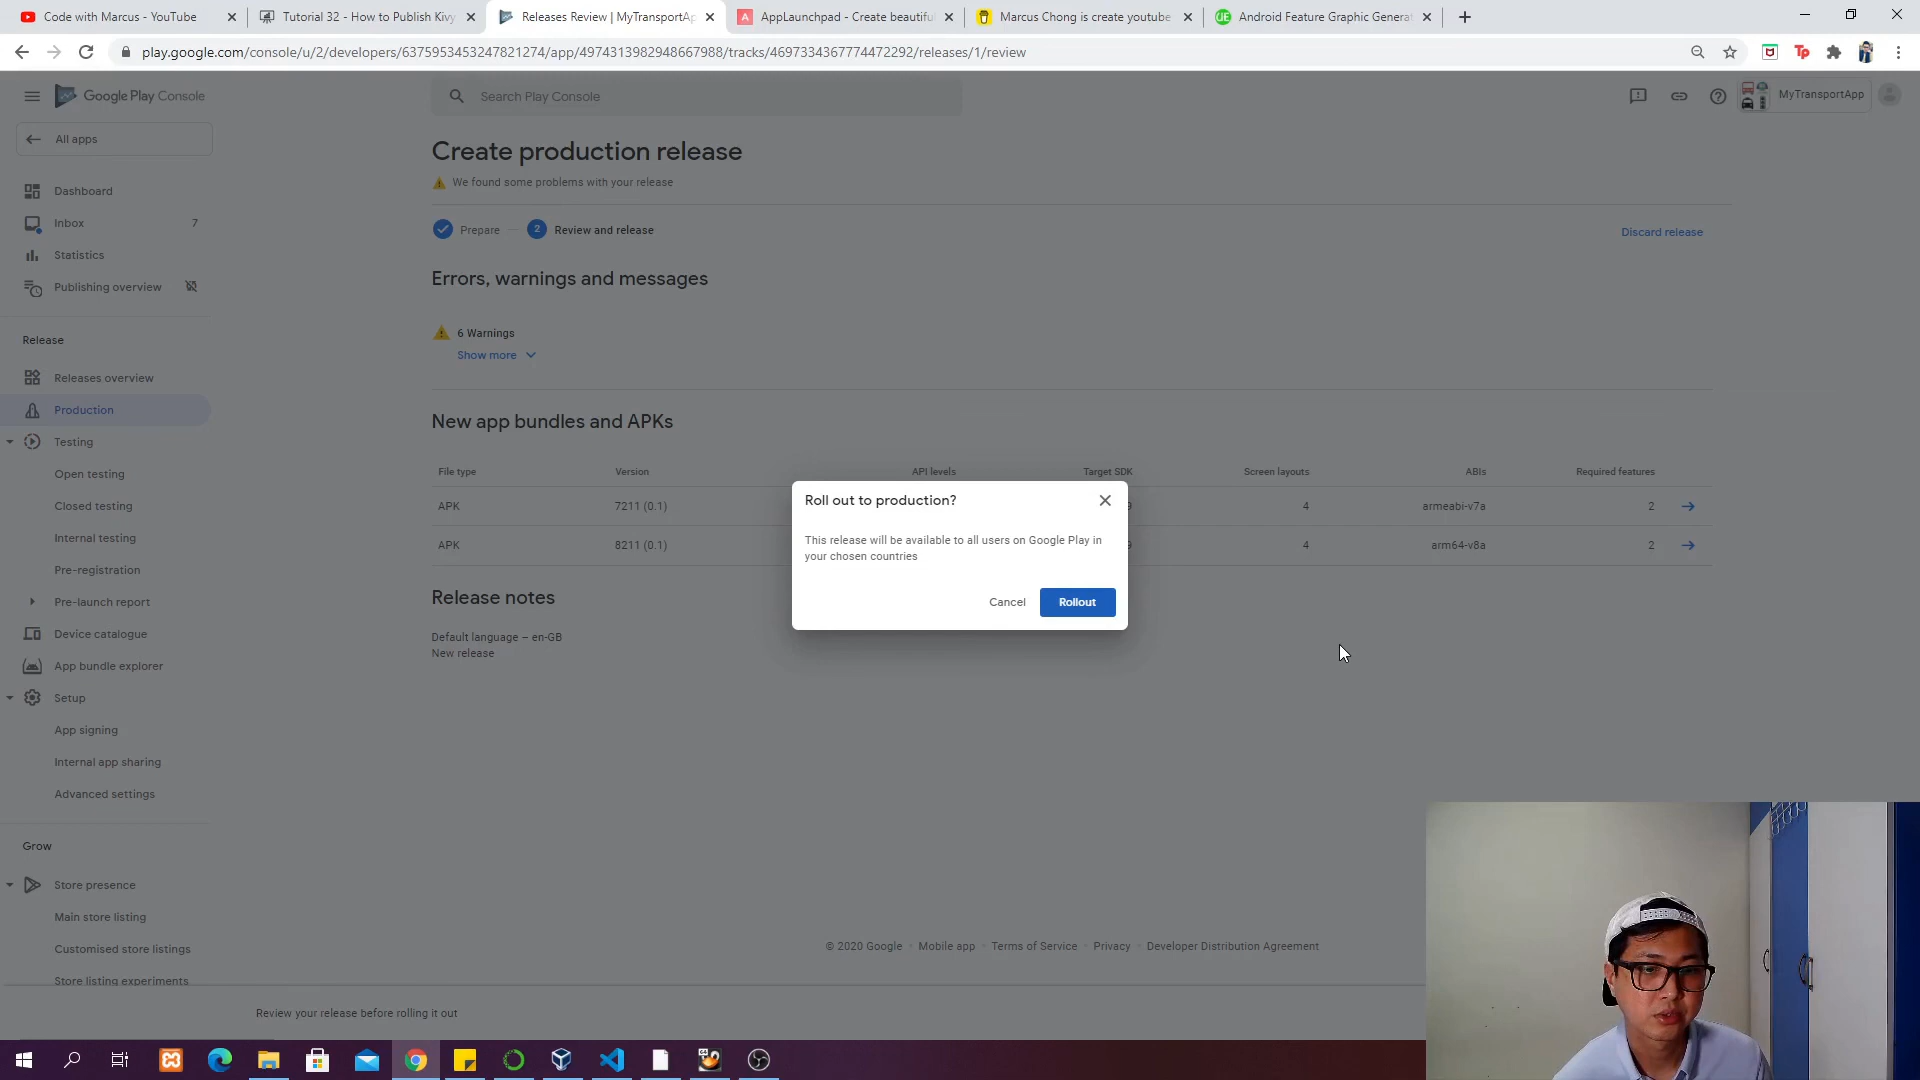 Code with Marcus - YouTube
Tutorial 32 - How to Publish Kivy
Releases Review | MyTransportAp
AppLaunchpad - Create beautiful
Marcus Chong is create youtube
Android Feature Graphic Generat
play.google.com/console/u/2/developers/6375953453247821274/app/4974313982948667988/tracks/4697334367774472292/releases/1/review
Google Play Console
Search Play Console
MyTransportApp
All apps
Dashboard
Inbox 7
Statistics
Publishing overview
Release
Releases overview
Production
Testing
Open testing
Closed testing
Internal testing
Pre-registration
Pre-launch report
Device catalogue
App bundle explorer
Setup
App signing
Internal app sharing
Advanced settings
Grow
Store presence
Main store listing
Customised store listings
Store listing experiments
Create production release
We found some problems with your release
Prepare
2 Review and release
Discard release
Errors, warnings and messages
6 Warnings
Show more
New app bundles and APKs
File type Version API levels Target SDK Screen layouts ABIs Required features
APK 7211 (0.1) 9 4 armeabi-v7a 2
APK 8211 (0.1) 9 4 arm64-v8a 2
Roll out to production?
This release will be available to all users on Google Play in
your chosen countries
Cancel Rollout
Release notes
Default language – en-GB
New release
© 2020 Google · Mobile app · Terms of Service · Privacy · Developer Distribution Agreement
Review your release before rolling it out